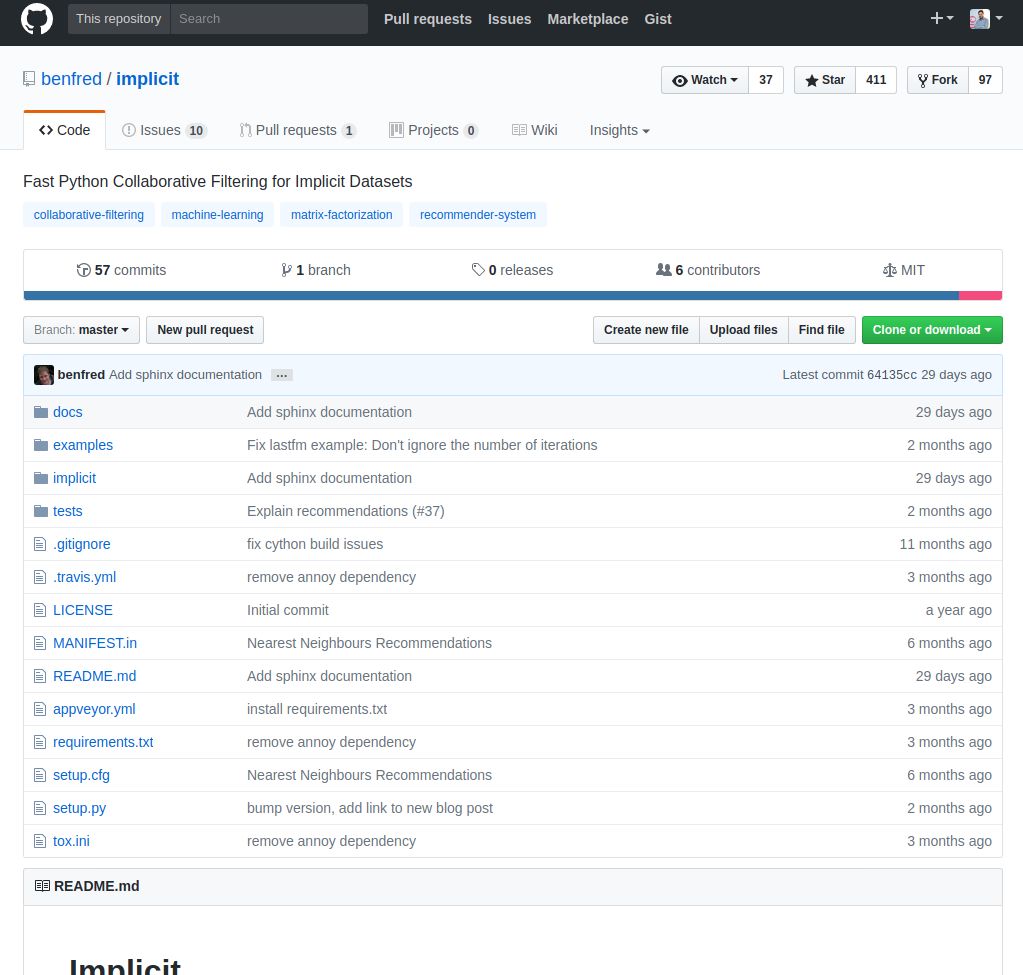 This repository Search Pull requests Issues Marketplace Gist
benfred / implicit Watch 37 Star 411 Fork 97
Code Issues 10 Pull requests 1 Projects 0 Wiki Insights
Fast Python Collaborative Filtering for Implicit Datasets
collaborative-filtering machine-learning matrix-factorization recommender-system
57 commits 1 branch 0 releases 6 contributors MIT
Branch: master New pull request Create new file Upload files Find file Clone or download
benfred Add sphinx documentation ... Latest commit 64135cc 29 days ago
docs Add sphinx documentation 29 days ago
examples Fix lastfm example: Don't ignore the number of iterations 2 months ago
implicit Add sphinx documentation 29 days ago
tests Explain recommendations (#37) 2 months ago
.gitignore fix cython build issues 11 months ago
.travis.yml remove annoy dependency 3 months ago
LICENSE Initial commit a year ago
MANIFEST.in Nearest Neighbours Recommendations 6 months ago
README.md Add sphinx documentation 29 days ago
appveyor.yml install requirements.txt 3 months ago
requirements.txt remove annoy dependency 3 months ago
setup.cfg Nearest Neighbours Recommendations 6 months ago
setup.py bump version, add link to new blog post 2 months ago
tox.ini remove annoy dependency 3 months ago
README.md
Implicit